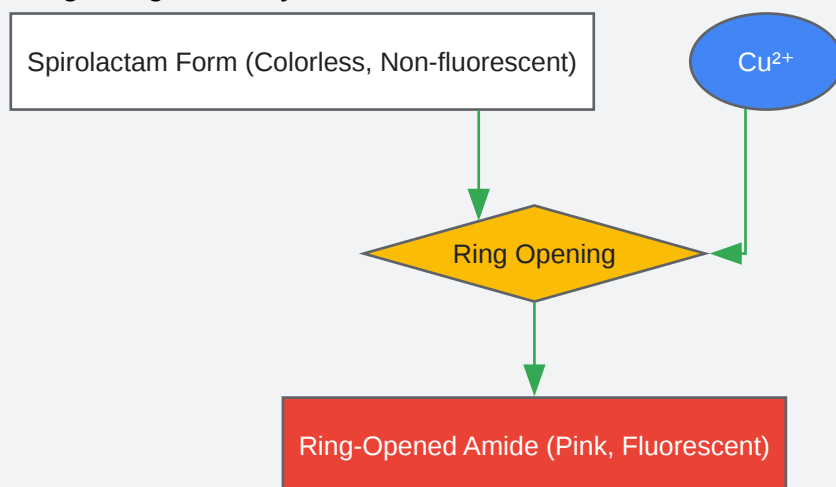 Spirolactam Form (Colorless, Non-fluorescent)
Cu²⁺
Ring Opening
Ring-Opened Amide (Pink, Fluorescent)